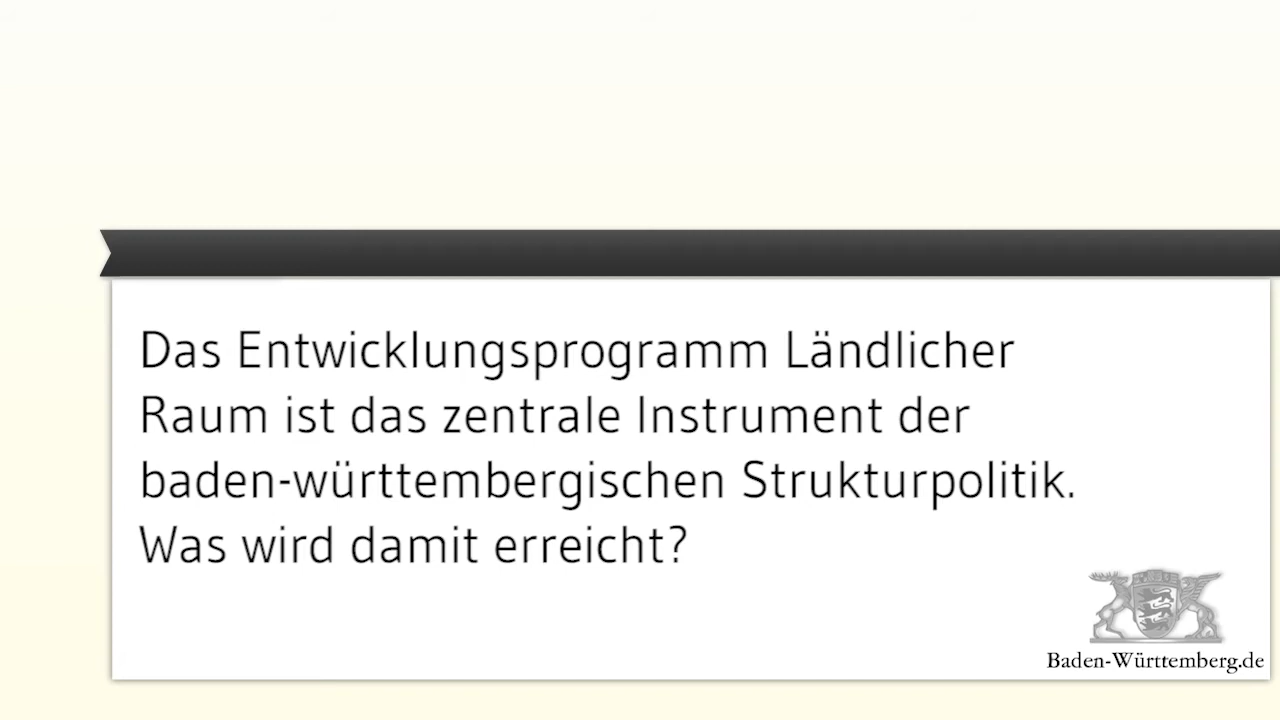 Das Entwicklungsprogramm Ländlicher
Raum ist das zentrale Instrument der
baden-württembergischen Strukturpolitik.
Was wird damit erreicht?
Baden-Württemberg.de